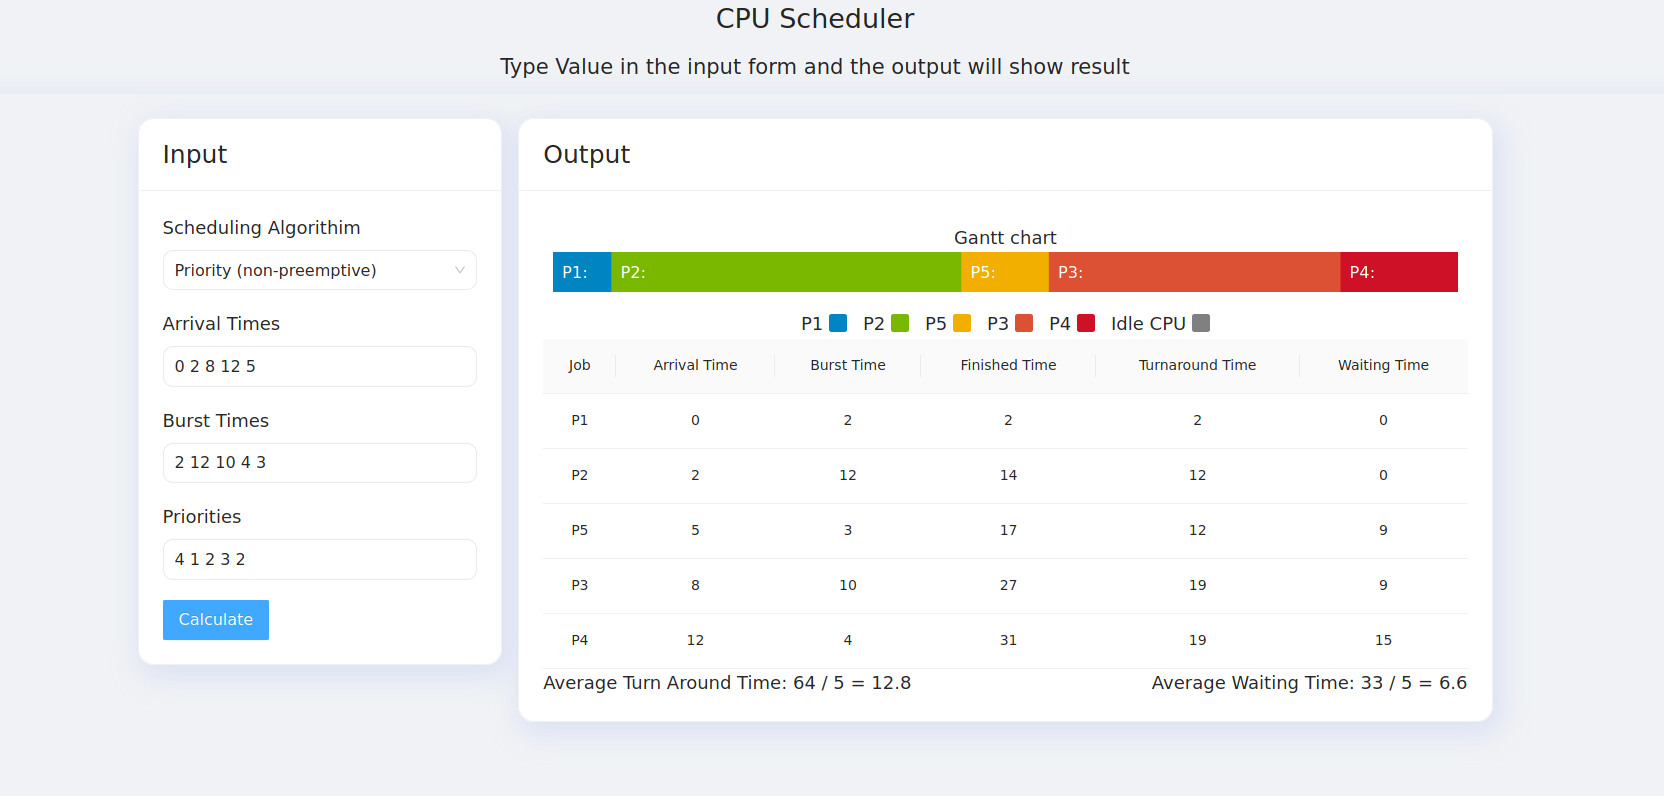 CPU Scheduler
Type Value in the input form and the output will show result
Input
Scheduling Algorithim
Priority (non-preemptive)
Arrival Times
0 2 8 12 5
Burst Times
2 12 10 4 3
Priorities
4 1 2 3 2
Calculate
Output
Gantt chart
P1: P2: P5: P3: P4:
P1 P2 P5 P3 P4 Idle CPU
Job Arrival Time Burst Time Finished Time Turnaround Time Waiting Time
P1 0 2 2 2 0
P2 2 12 14 12 0
P5 5 3 17 12 9
P3 8 10 27 19 9
P4 12 4 31 19 15
Average Turn Around Time: 64 / 5 = 12.8 Average Waiting Time: 33 / 5 = 6.6